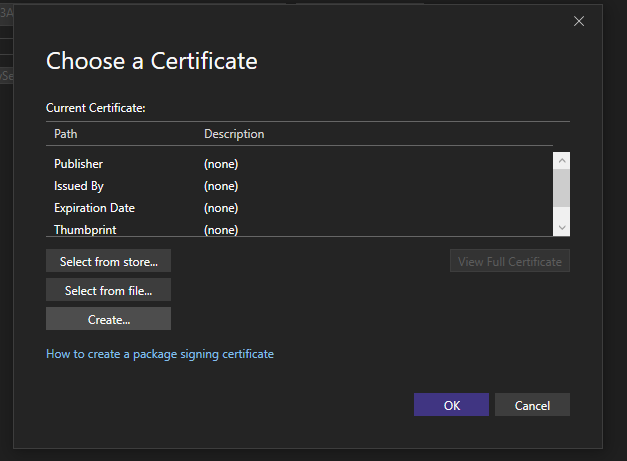 3A
Choose a Certificate
Current Certificate:
Path Description
Publisher (none)
Issued By (none)
Expiration Date (none)
Thumbprint (none)
Select from store... View Full Certificate
Select from file...
Create...
How to create a package signing certificate
OK Cancel